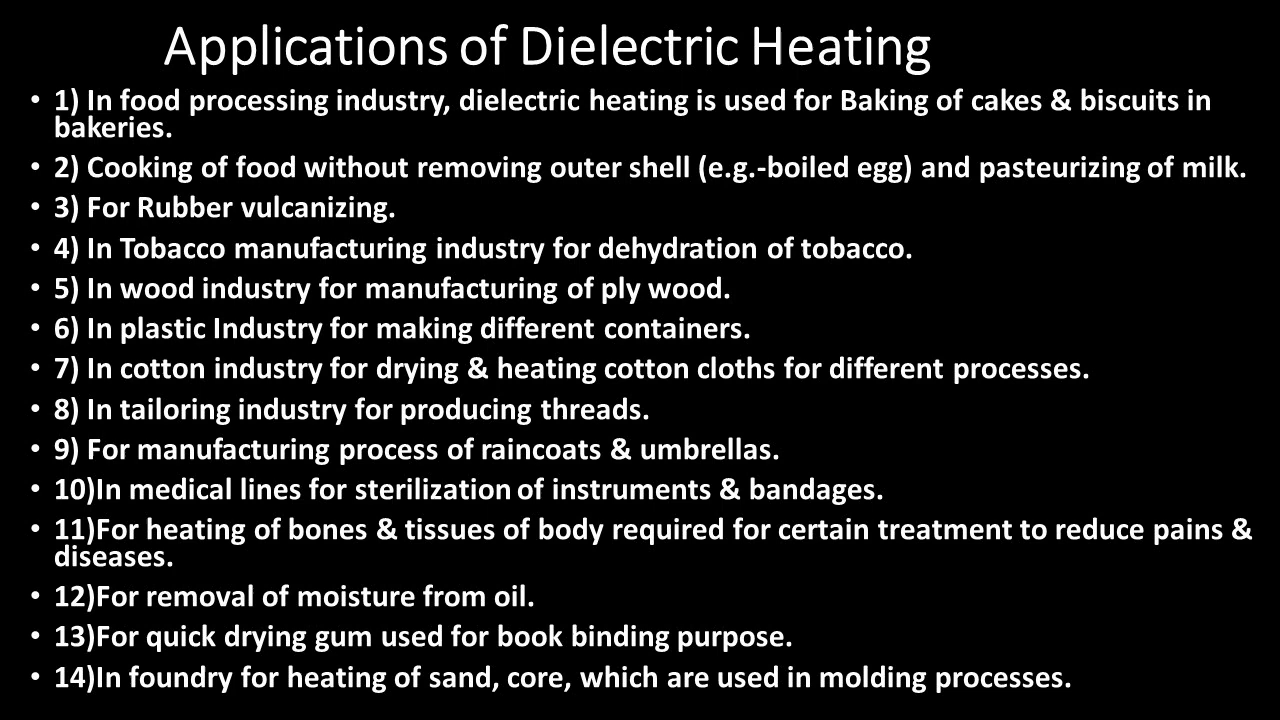 Applications of Dielectric Heating
• 1) In food processing industry, dielectric heating is used for Baking of cakes & biscuits in
bakeries.
• 2) Cooking of food without removing outer shell (e.g.-boiled egg) and pasteurizing of milk.
• 3) For Rubber vulcanizing.
• 4) In Tobacco manufacturing industry for dehydration of tobacco.
• 5) In wood industry for manufacturing of ply wood.
• 6) In plastic Industry for making different containers.
• 7) In cotton industry for drying & heating cotton cloths for different processes.
• 8) In tailoring industry for producing threads.
• 9) For manufacturing process of raincoats & umbrellas.
• 10)In medical lines for sterilization of instruments & bandages.
• 11)For heating of bones & tissues of body required for certain treatment to reduce pains &
diseases.
• 12)For removal of moisture from oil.
• 13)For quick drying gum used for book binding purpose.
• 14)In foundry for heating of sand, core, which are used in molding processes.